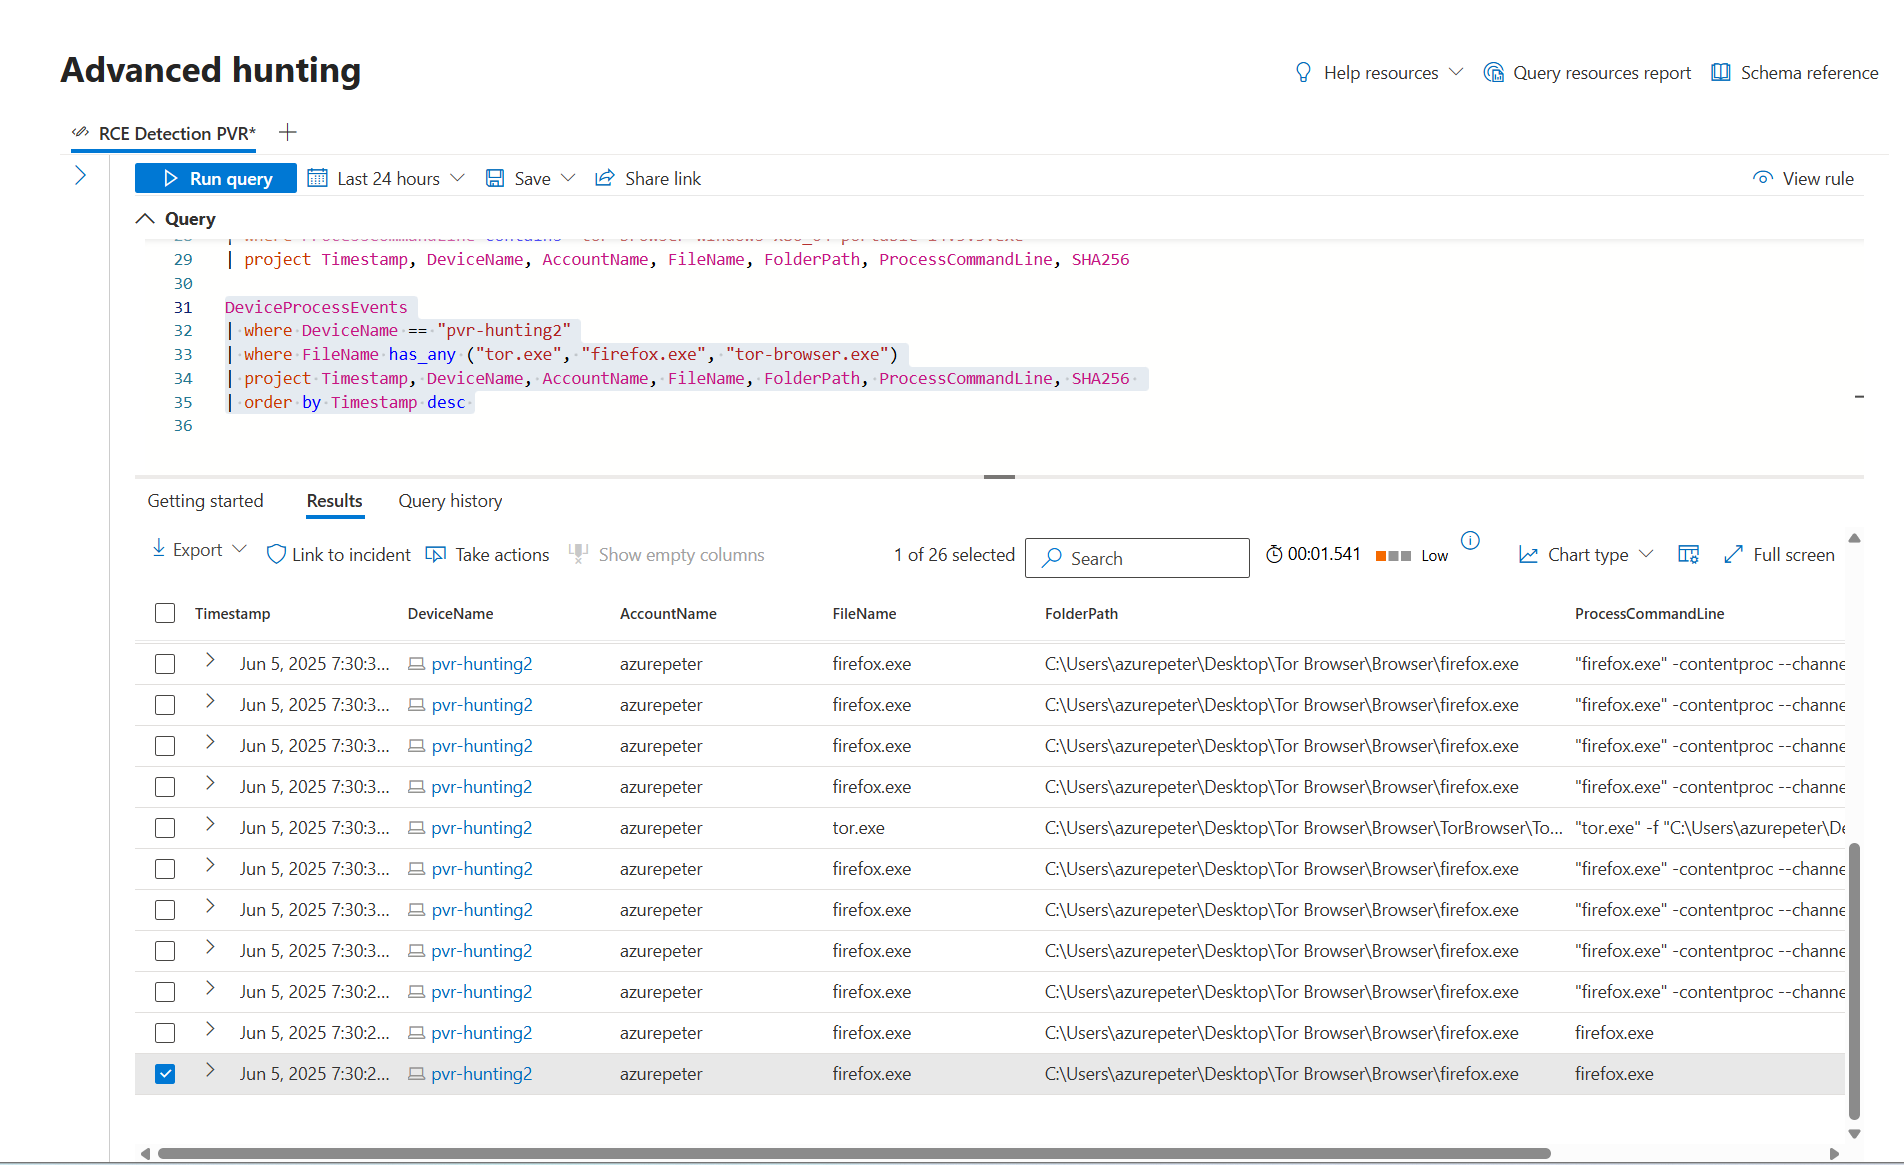 Advanced hunting
Help resources
Query resources report
Schema reference
RCE Detection PVR*
Run query
Last 24 hours
Save
Share link
View rule
Query
29 | project Timestamp, DeviceName, AccountName, FileName, FolderPath, ProcessCommandLine, SHA256
30
31 DeviceProcessEvents
32 | where DeviceName == "pvr-hunting2"
33 | where FileName has_any ("tor.exe", "firefox.exe", "tor-browser.exe")
34 | project Timestamp, DeviceName, AccountName, FileName, FolderPath, ProcessCommandLine, SHA256
35 | order by Timestamp desc
36
Getting started Results Query history
Export Link to incident Take actions Show empty columns 1 of 26 selected Search 00:01.541 Low Chart type Full screen
Timestamp DeviceName AccountName FileName FolderPath ProcessCommandLine
Jun 5, 2025 7:30:3... pvr-hunting2 azurepeter firefox.exe C:\Users\azurepeter\Desktop\Tor Browser\Browser\firefox.exe "firefox.exe" -contentproc --channe
Jun 5, 2025 7:30:3... pvr-hunting2 azurepeter firefox.exe C:\Users\azurepeter\Desktop\Tor Browser\Browser\firefox.exe "firefox.exe" -contentproc --channe
Jun 5, 2025 7:30:3... pvr-hunting2 azurepeter firefox.exe C:\Users\azurepeter\Desktop\Tor Browser\Browser\firefox.exe "firefox.exe" -contentproc --channe
Jun 5, 2025 7:30:3... pvr-hunting2 azurepeter firefox.exe C:\Users\azurepeter\Desktop\Tor Browser\Browser\firefox.exe "firefox.exe" -contentproc --channe
Jun 5, 2025 7:30:3... pvr-hunting2 azurepeter tor.exe C:\Users\azurepeter\Desktop\Tor Browser\Browser\TorBrowser\To... "tor.exe" -f "C:\Users\azurepeter\De
Jun 5, 2025 7:30:3... pvr-hunting2 azurepeter firefox.exe C:\Users\azurepeter\Desktop\Tor Browser\Browser\firefox.exe "firefox.exe" -contentproc --channe
Jun 5, 2025 7:30:3... pvr-hunting2 azurepeter firefox.exe C:\Users\azurepeter\Desktop\Tor Browser\Browser\firefox.exe "firefox.exe" -contentproc --channe
Jun 5, 2025 7:30:3... pvr-hunting2 azurepeter firefox.exe C:\Users\azurepeter\Desktop\Tor Browser\Browser\firefox.exe "firefox.exe" -contentproc --channe
Jun 5, 2025 7:30:2... pvr-hunting2 azurepeter firefox.exe C:\Users\azurepeter\Desktop\Tor Browser\Browser\firefox.exe "firefox.exe" -contentproc --channe
Jun 5, 2025 7:30:2... pvr-hunting2 azurepeter firefox.exe C:\Users\azurepeter\Desktop\Tor Browser\Browser\firefox.exe firefox.exe
Jun 5, 2025 7:30:2... pvr-hunting2 azurepeter firefox.exe C:\Users\azurepeter\Desktop\Tor Browser\Browser\firefox.exe firefox.exe